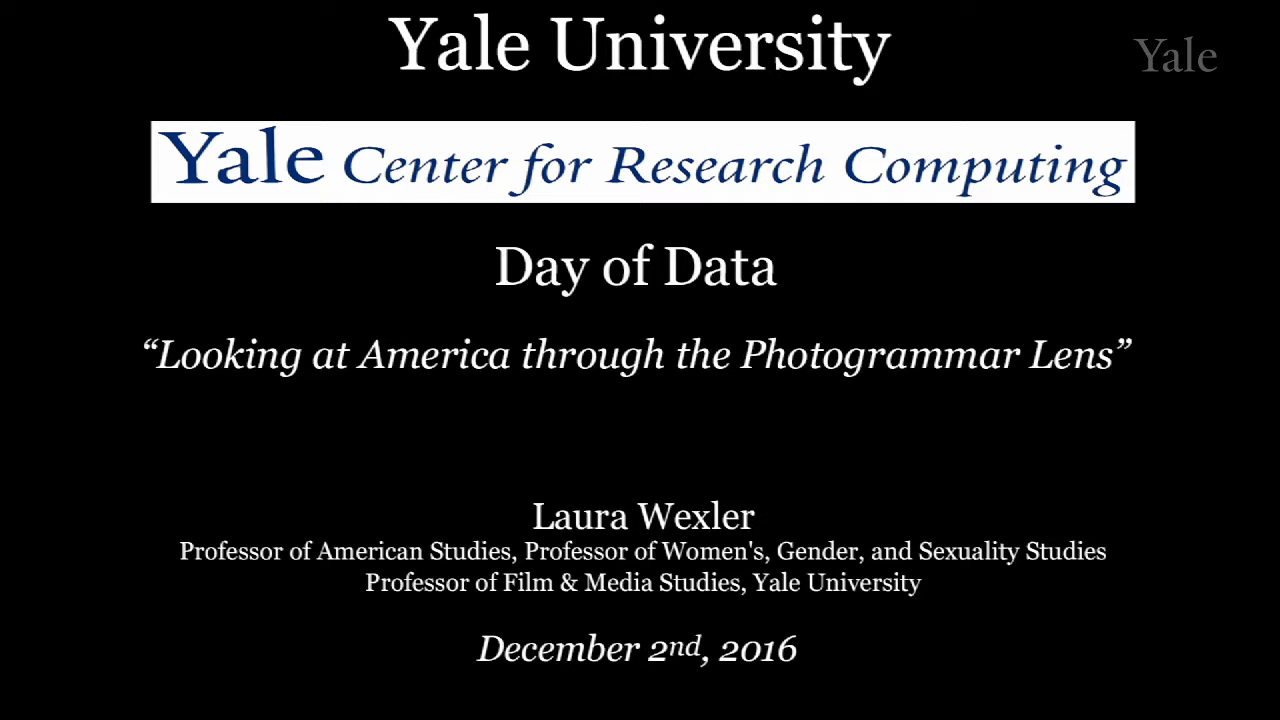 Yale University
Yale
Yale Center for Research Computing
Day of Data
“Looking at America through the Photogrammar Lens”
Laura Wexler
Professor of American Studies, Professor of Women's, Gender, and Sexuality Studies
Professor of Film & Media Studies, Yale University
December 2nd, 2016